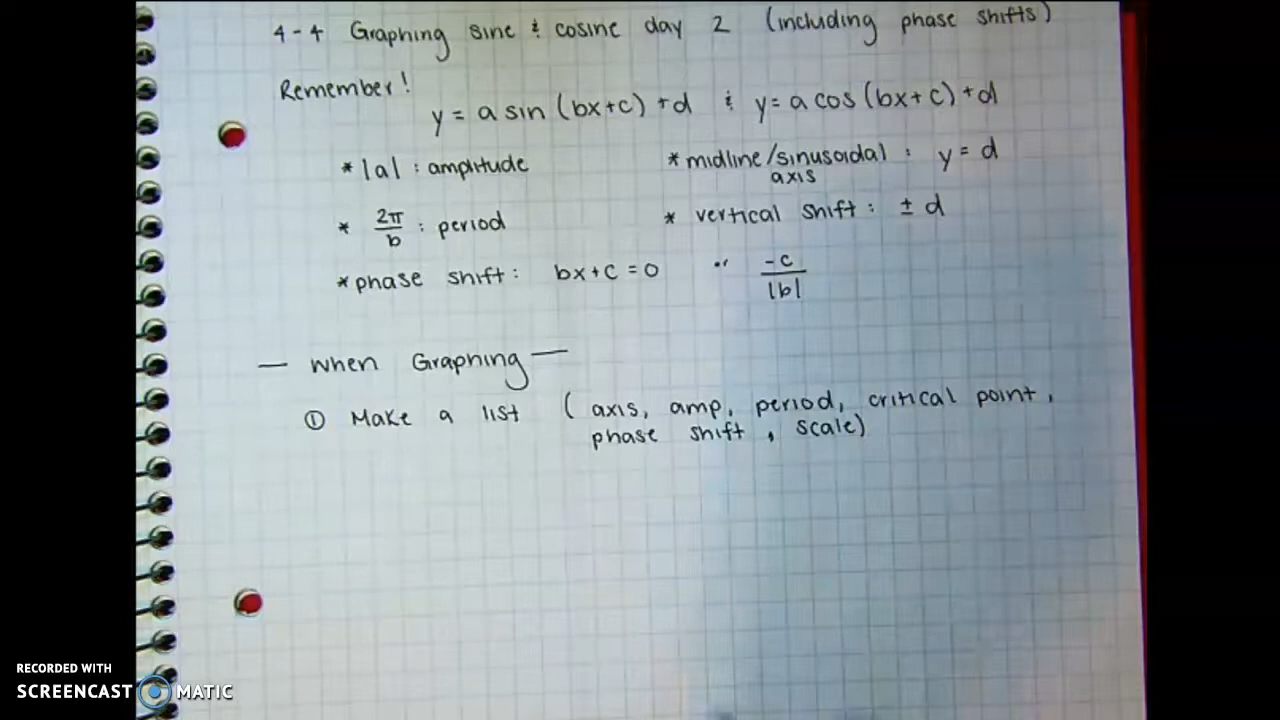 4-4 Graphing sine & cosine day 2 (including phase shifts)
Remember!
y = a sin (bx+c) + d & y = a cos (bx+c) + d
* |a| : amplitude
* midline/sinusoidal : y = d
axis
* 2π/b : period
* vertical shift : ± d
* phase shift : bx+c = 0 or -c/|b|
— When Graphing —
① Make a list (axis, amp, period, critical point,
phase shift, scale)
RECORDED WITH
SCREENCAST MATIC